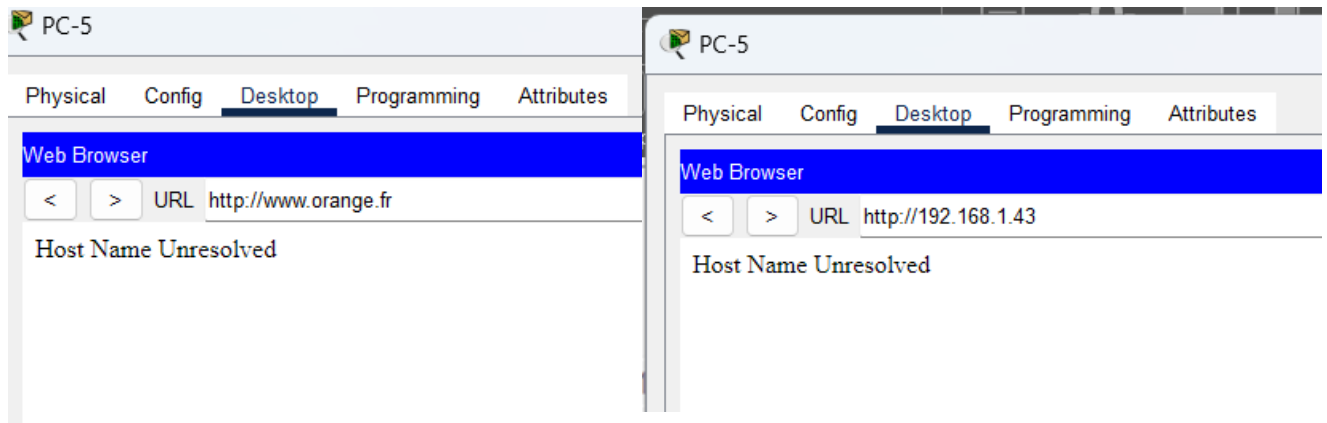 PC-5
Physical Config Desktop Programming Attributes
Web Browser
< > URL http://www.orange.fr
Host Name Unresolved
PC-5
Physical Config Desktop Programming Attributes
Web Browser
< > URL http://192.168.1.43
Host Name Unresolved